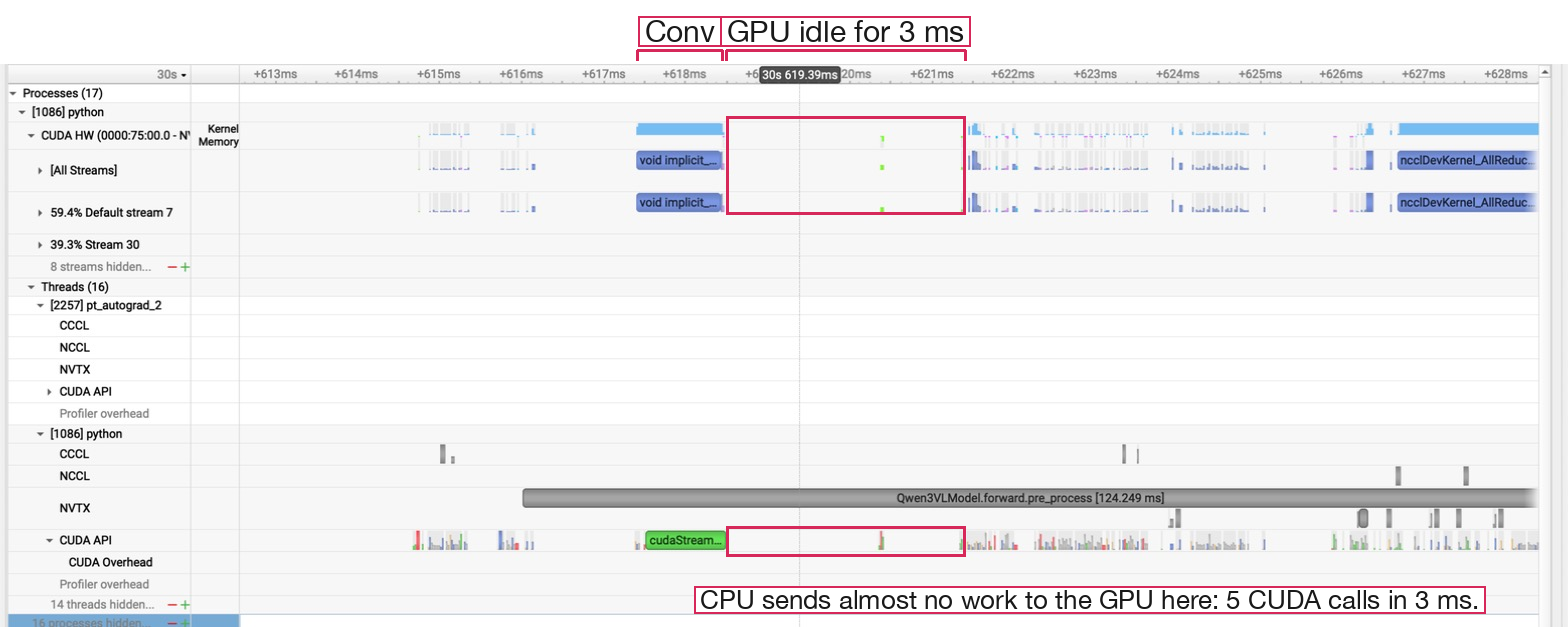 Conv GPU idle for 3 ms
30s +613ms +614ms +615ms +616ms +617ms +618ms +6 30s 619.39ms 20ms +621ms +622ms +623ms +624ms +625ms +626ms +627ms +628ms
Processes (17)
[1086] python
CUDA HW (0000:75:00.0 - NV Kernel
Memory
[All Streams] void implicit_... ncclDevKernel_AllReduc...
59.4% Default stream 7 void implicit_... ncclDevKernel_AllReduc...
39.3% Stream 30
8 streams hidden... − +
Threads (16)
[2257] pt_autograd_2
CCCL
NCCL
NVTX
CUDA API
Profiler overhead
[1086] python
CCCL
NCCL
NVTX Qwen3VLModel.forward.pre_process [124.249 ms]
CUDA API cudaStream...
CUDA Overhead
Profiler overhead
14 threads hidden... − +
CPU sends almost no work to the GPU here: 5 CUDA calls in 3 ms.
16 processes hidden... − +